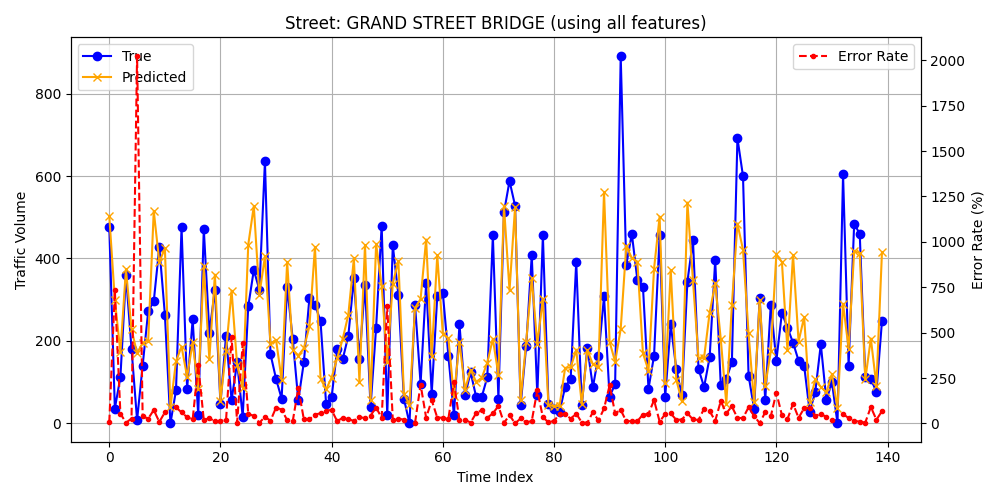 Street: GRAND STREET BRIDGE (using all features)
True
Predicted
Error Rate
Traffic Volume
800
600
400
200
0
2000
1750
1500
1250
1000
750
500
250
0
Error Rate (%)
0 20 40 60 80 100 120 140
Time Index